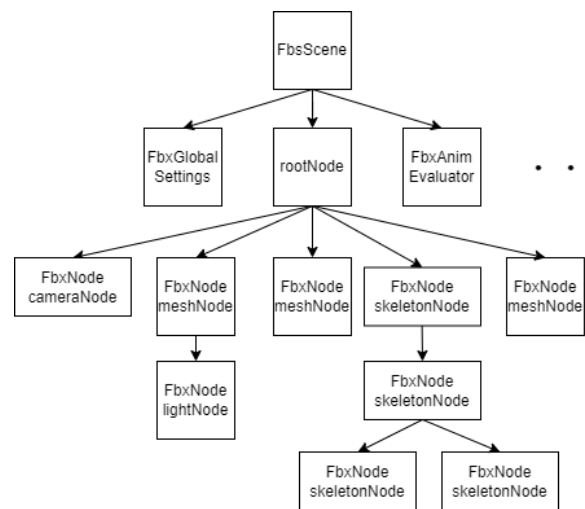 FbsScene
FbxGlobal
Settings
rootNode
FbxAnim
Evaluator
. .
FbxNode
cameraNode
FbxNode
meshNode
FbxNode
meshNode
FbxNode
skeletonNode
FbxNode
meshNode
FbxNode
lightNode
FbxNode
skeletonNode
FbxNode
skeletonNode
FbxNode
skeletonNode